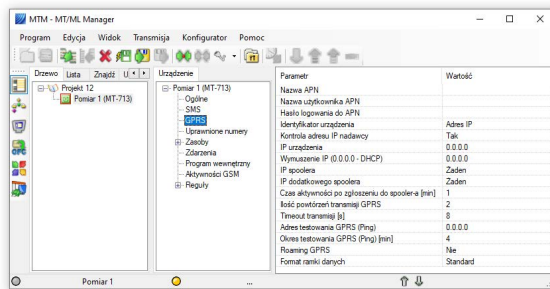 MTM - MT/ML Manager
Program Edycja Widok Transmisja Konfigurator Pomoc
Drzewo Lista Znajdź U
Projekt 12
Pomiar 1 (MT-713)
Urządzenie
Pomiar 1 (MT-713)
Ogólne
SMS
GPRS
Uprawnione numery
Zasoby
Zdarzenia
Program wewnętrzny
Aktywności GSM
Reguły
Parametr Wartość
Nazwa APN
Nazwa użytkownika APN
Hasło logowania do APN
Identyfikator urządzenia Adres IP
Kontrola adresu IP nadawcy Tak
IP urządzenia 0.0.0.0
Wymuszenie IP (0.0.0.0 - DHCP) 0.0.0.0
IP spoolera Żaden
IP dodatkowego spoolera Żaden
Czas aktywności po zgłoszeniu do spooler-a [min] 1
Ilość powtórzeń transmisji GPRS 2
Timeout transmisji [s] 8
Adres testowania GPRS (Ping) 0.0.0.0
Okres testowania GPRS (Ping) [min] 4
Roaming GPRS Nie
Format ramki danych Standard
Pomiar 1 ...